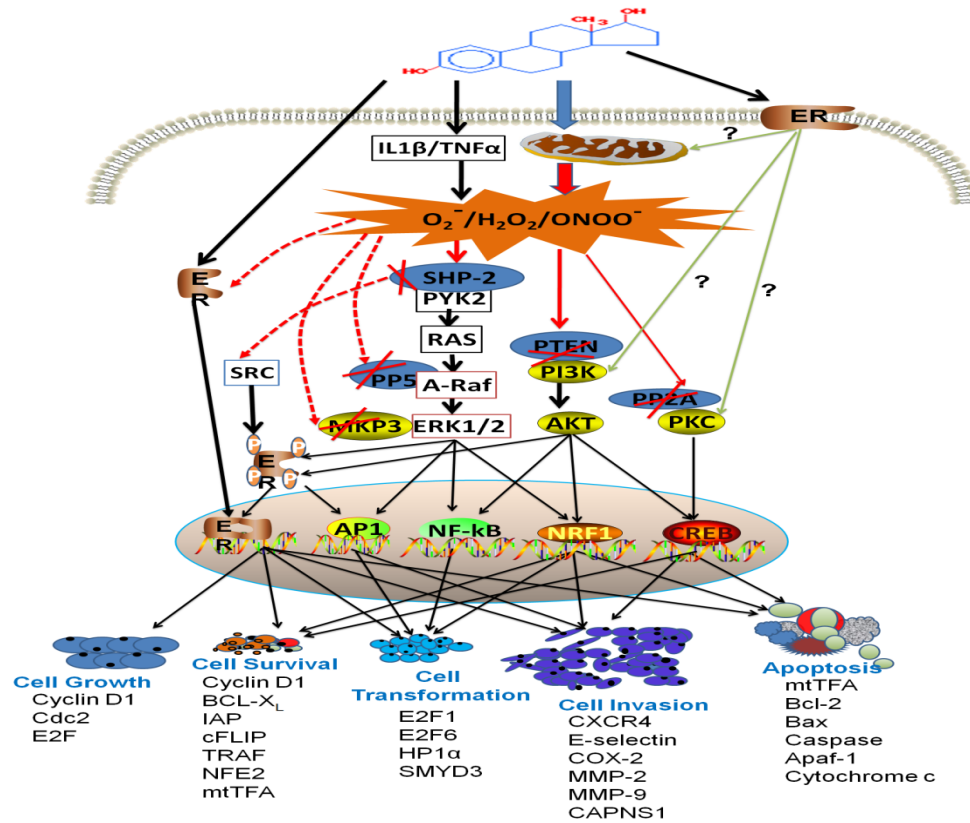 OH
CH3
HO
ER
?
IL1β/TNFα
O2⁻/H2O2/ONOO⁻
E
R
SHP-2
PYK2
?
?
RAS
PTEN
PI3K
SRC
PP5
A-Raf
PP2A
PKC
MKP3
ERK1/2
AKT
P
P
E
R
P
P
E
R
AP1
NF-kB
NRF1
CREB
Cell Growth
Cyclin D1
Cdc2
E2F
Cell Survival
Cyclin D1
BCL-XL
IAP
cFLIP
TRAF
NFE2
mtTFA
Cell
Transformation
E2F1
E2F6
HP1α
SMYD3
Cell Invasion
CXCR4
E-selectin
COX-2
MMP-2
MMP-9
CAPNS1
Apoptosis
mtTFA
Bcl-2
Bax
Caspase
Apaf-1
Cytochrome c